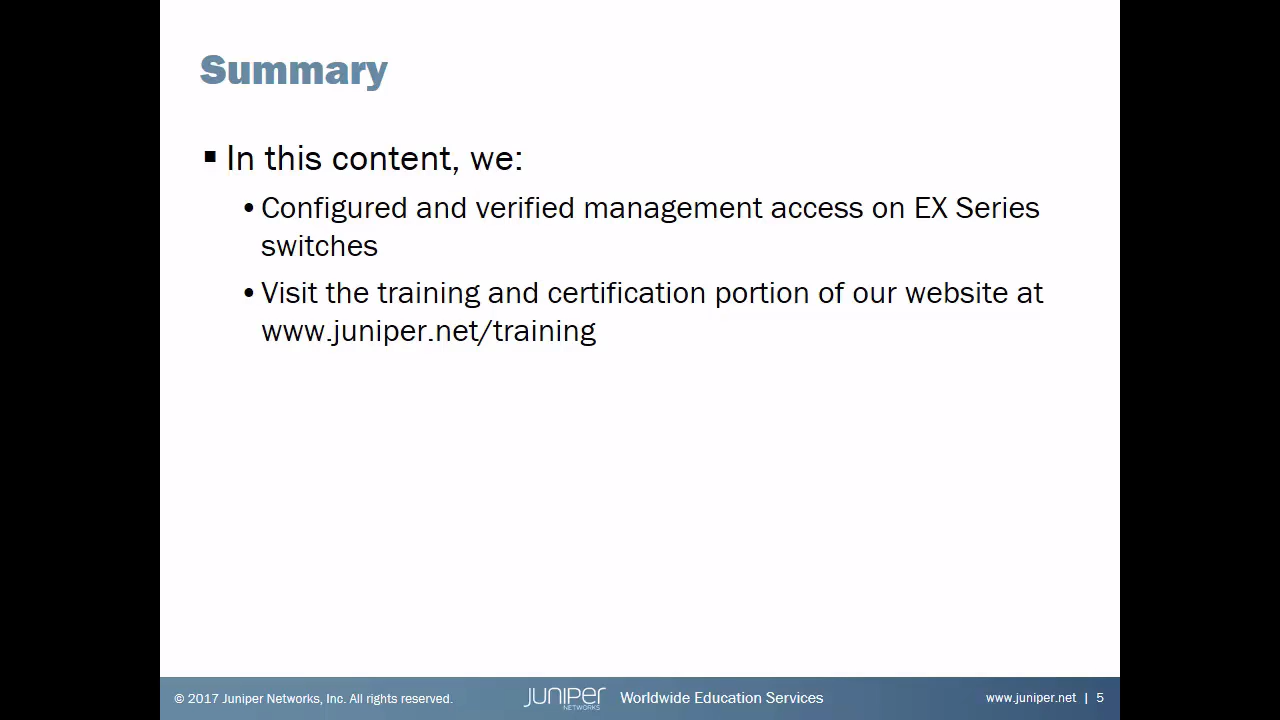 Summary
▪ In this content, we:
• Configured and verified management access on EX Series
switches
• Visit the training and certification portion of our website at
www.juniper.net/training
© 2017 Juniper Networks, Inc. All rights reserved.
JUNIPER
NETWORKS
Worldwide Education Services
www.juniper.net | 5